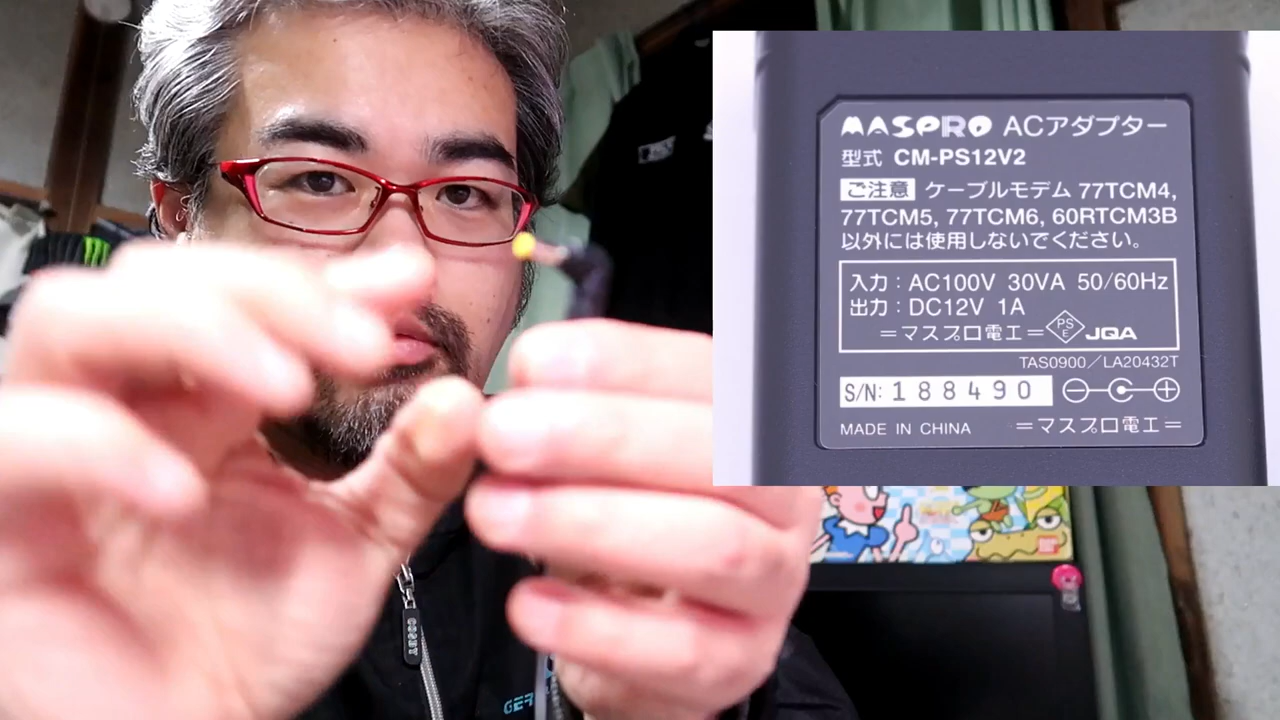 MASPRO ACアダプター
型式 CM-PS12V2
ご注意 ケーブルモデム 77TCM4,
77TCM5, 77TCM6, 60RTCM3B
以外には使用しないでください。
入力：AC100V 30VA 50/60Hz
出力：DC12V 1A
＝マスプロ電工＝ PSE JQA
TAS0900／LA20432T
S/N: 188490
MADE IN CHINA ＝マスプロ電工＝